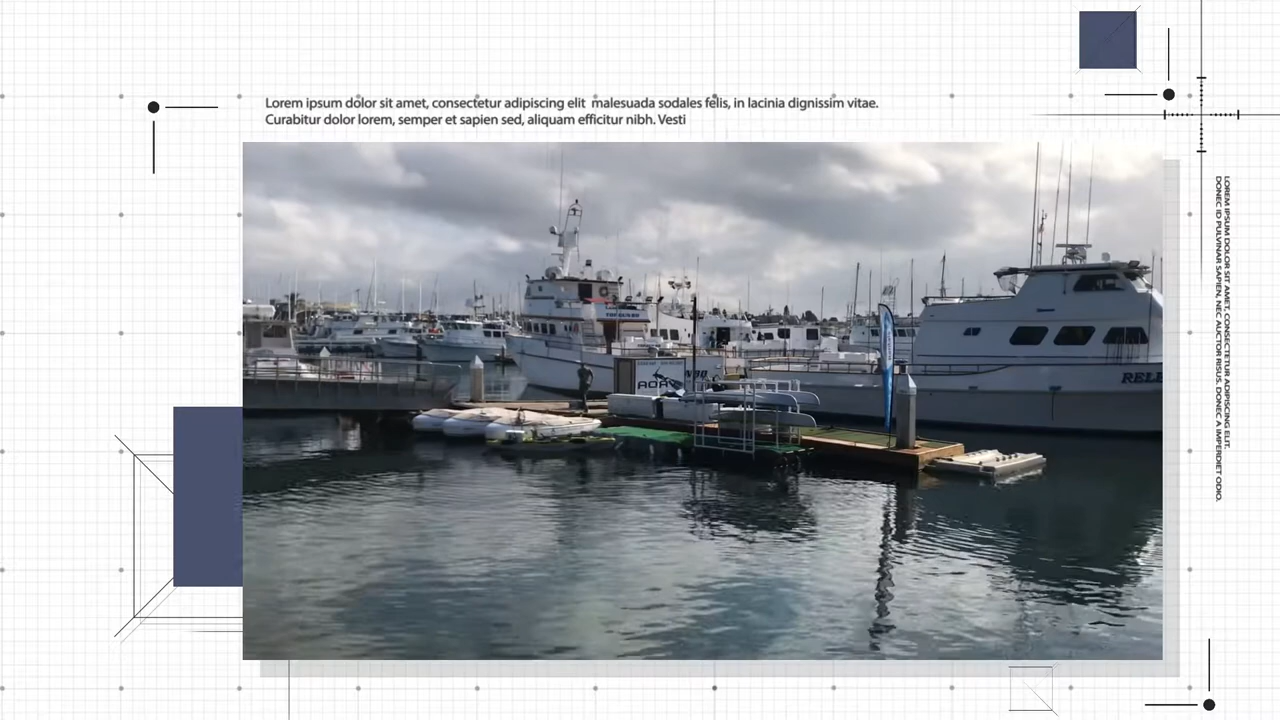 Lorem ipsum dolor sit amet, consectetur adipiscing elit malesuada sodales felis, in lacinia dignissim vitae.
Curabitur dolor lorem, semper et sapien sed, aliquam efficitur nibh. Vesti
LOREM IPSUM DOLOR SIT AMET, CONSECTETUR ADIPISCING ELIT.
DONEC ID PULVINAR SAPIEN, NEC AUCTOR RISUS. DONEC A IMPERDIET ODIO.